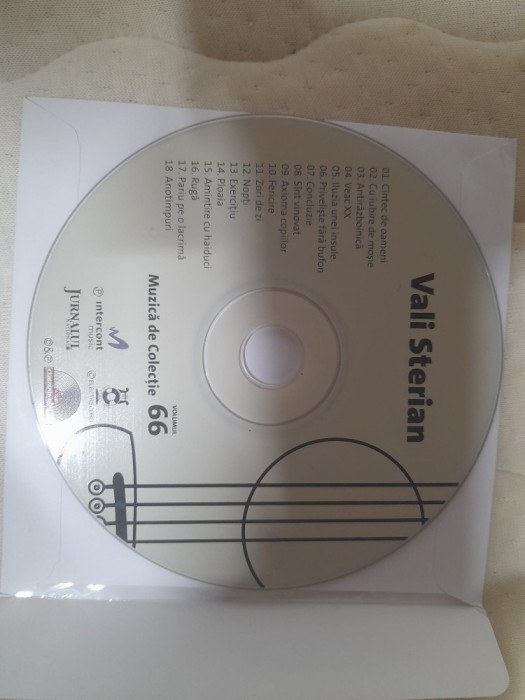 Vali Sterian
01. Cîntec de oameni
02. Cu iubire de moşie
03. Antirăzboinică
04. Veac XX
05. Iluzia unei insule
06. Privelişte fără bufon
07. Concluzie
08. Sînt vinovat
09. Axioma copiilor
10. Fericire
11. Zori de zi
12. Nopţi
13. Exerciţiu
14. Ploaia
15. Amintire cu haiduci
16. Rugă
17. Pariu pe o lacrimă
18. Anotimpuri
Muzică de Colecţie
VOLUMUL
66
℗ intercont
music
JURNALUL